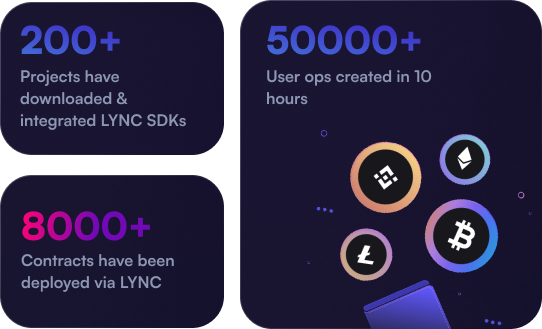 200+
Projects have
downloaded &
integrated LYNC SDKs
8000+
Contracts have been
deployed via LYNC
50000+
User ops created in 10
hours